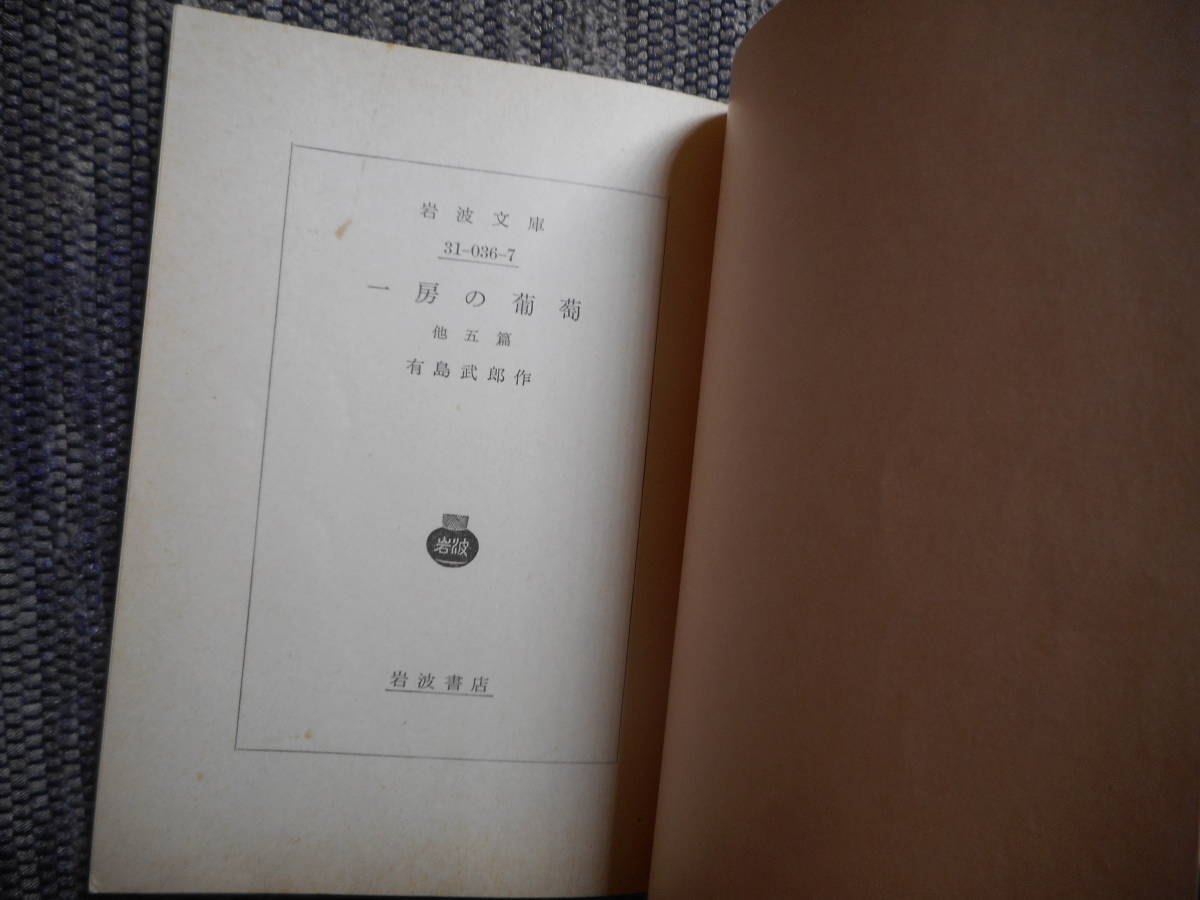 岩波文庫
31-036-7
一房の葡萄
他五篇
有島武郎作
岩波
岩波書店